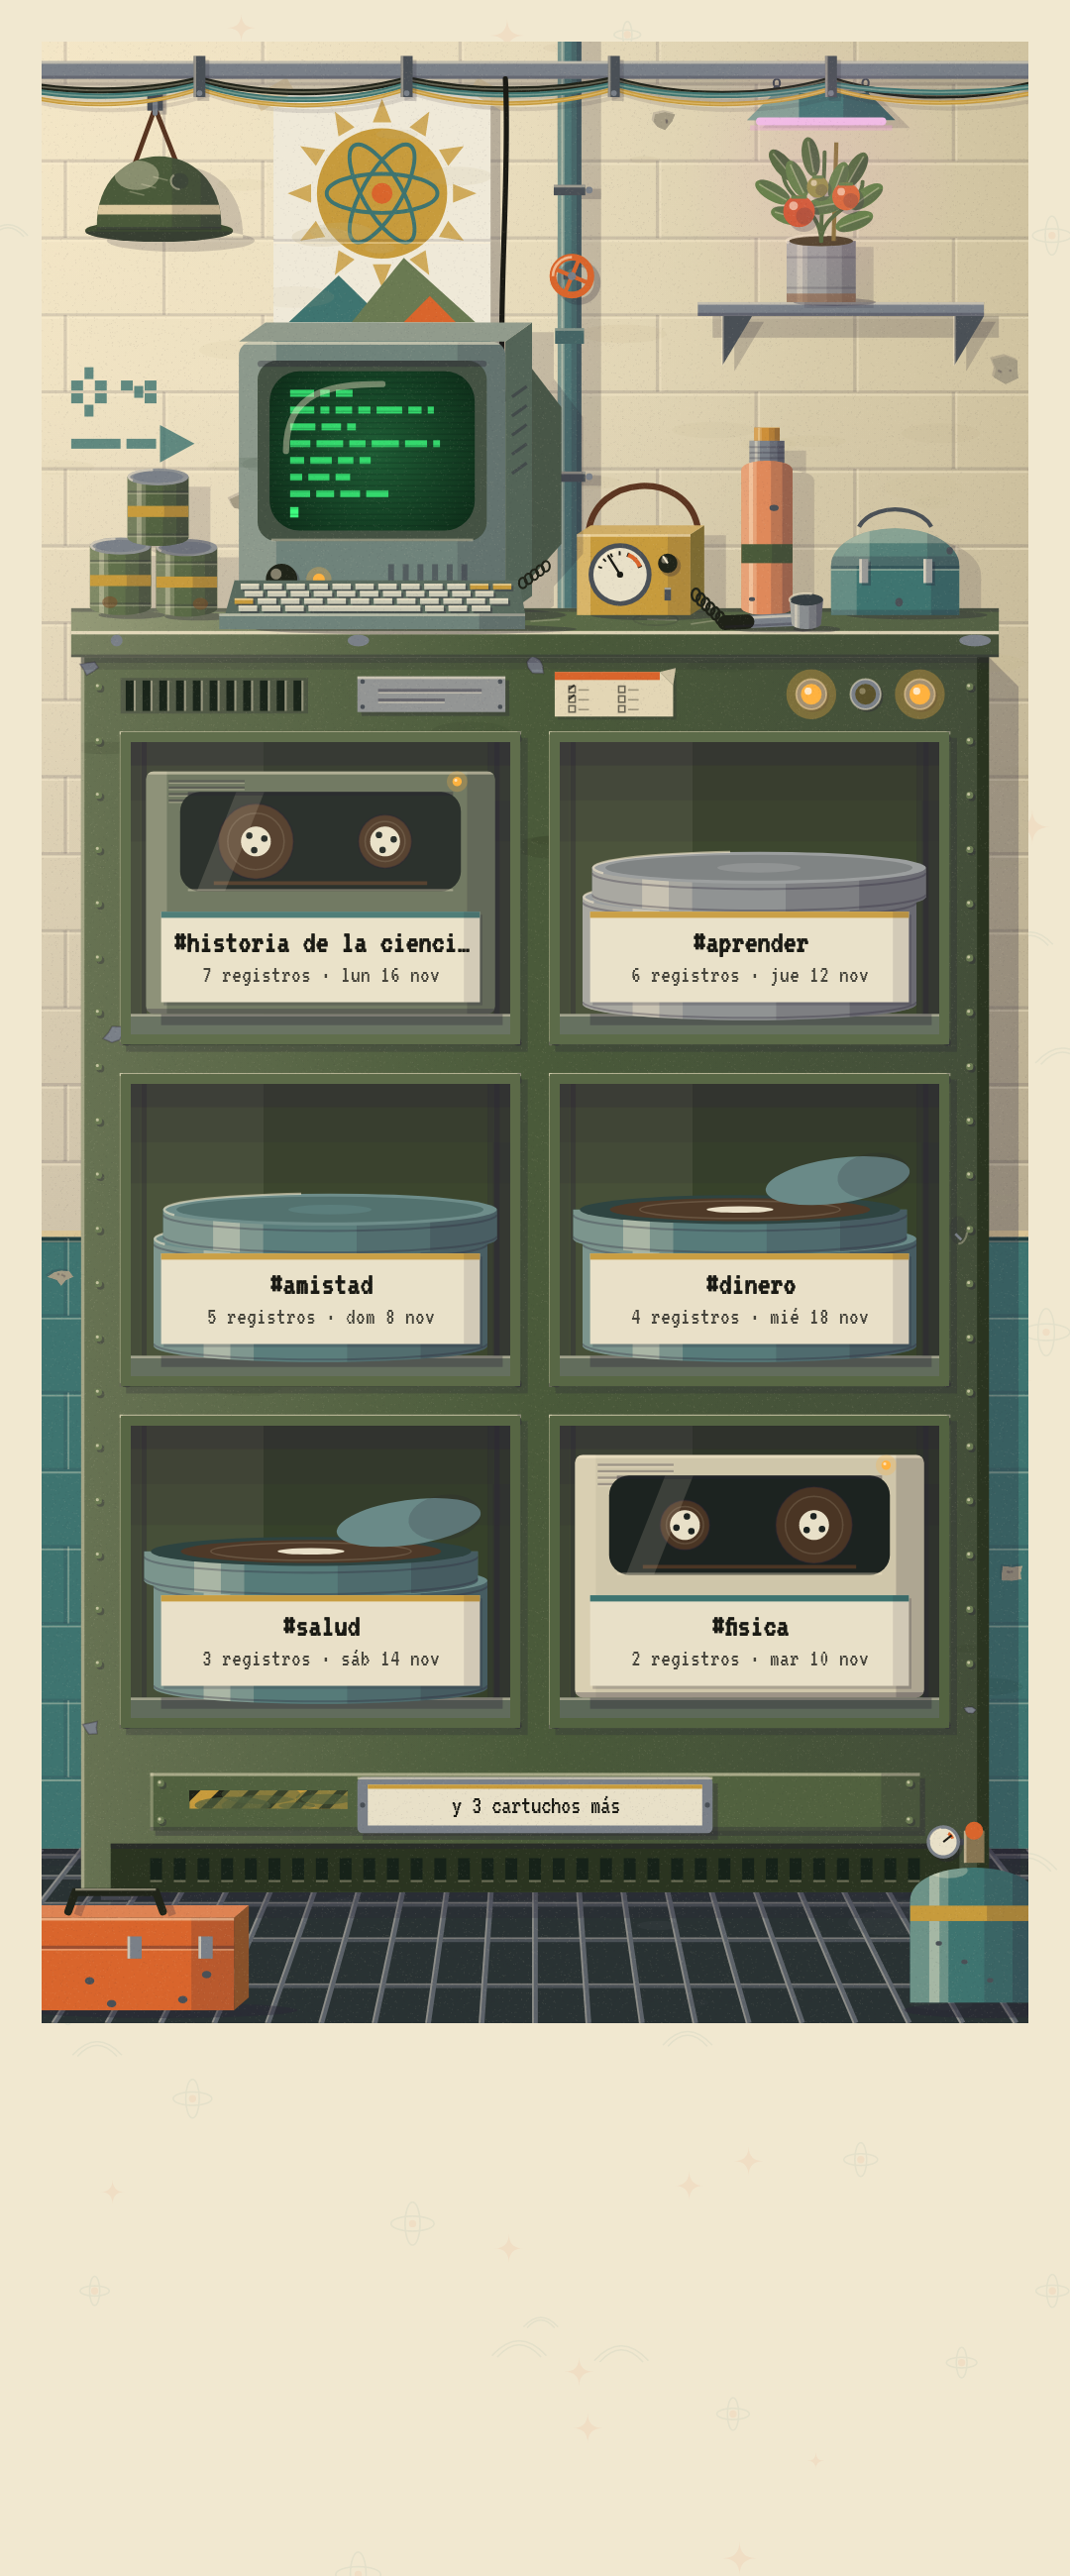 #historia de la cienci…
7 registros · lun 16 nov
#aprender
6 registros · jue 12 nov
#amistad
5 registros · dom 8 nov
#dinero
4 registros · mié 18 nov
#salud
3 registros · sáb 14 nov
#física
2 registros · mar 10 nov
y 3 cartuchos más